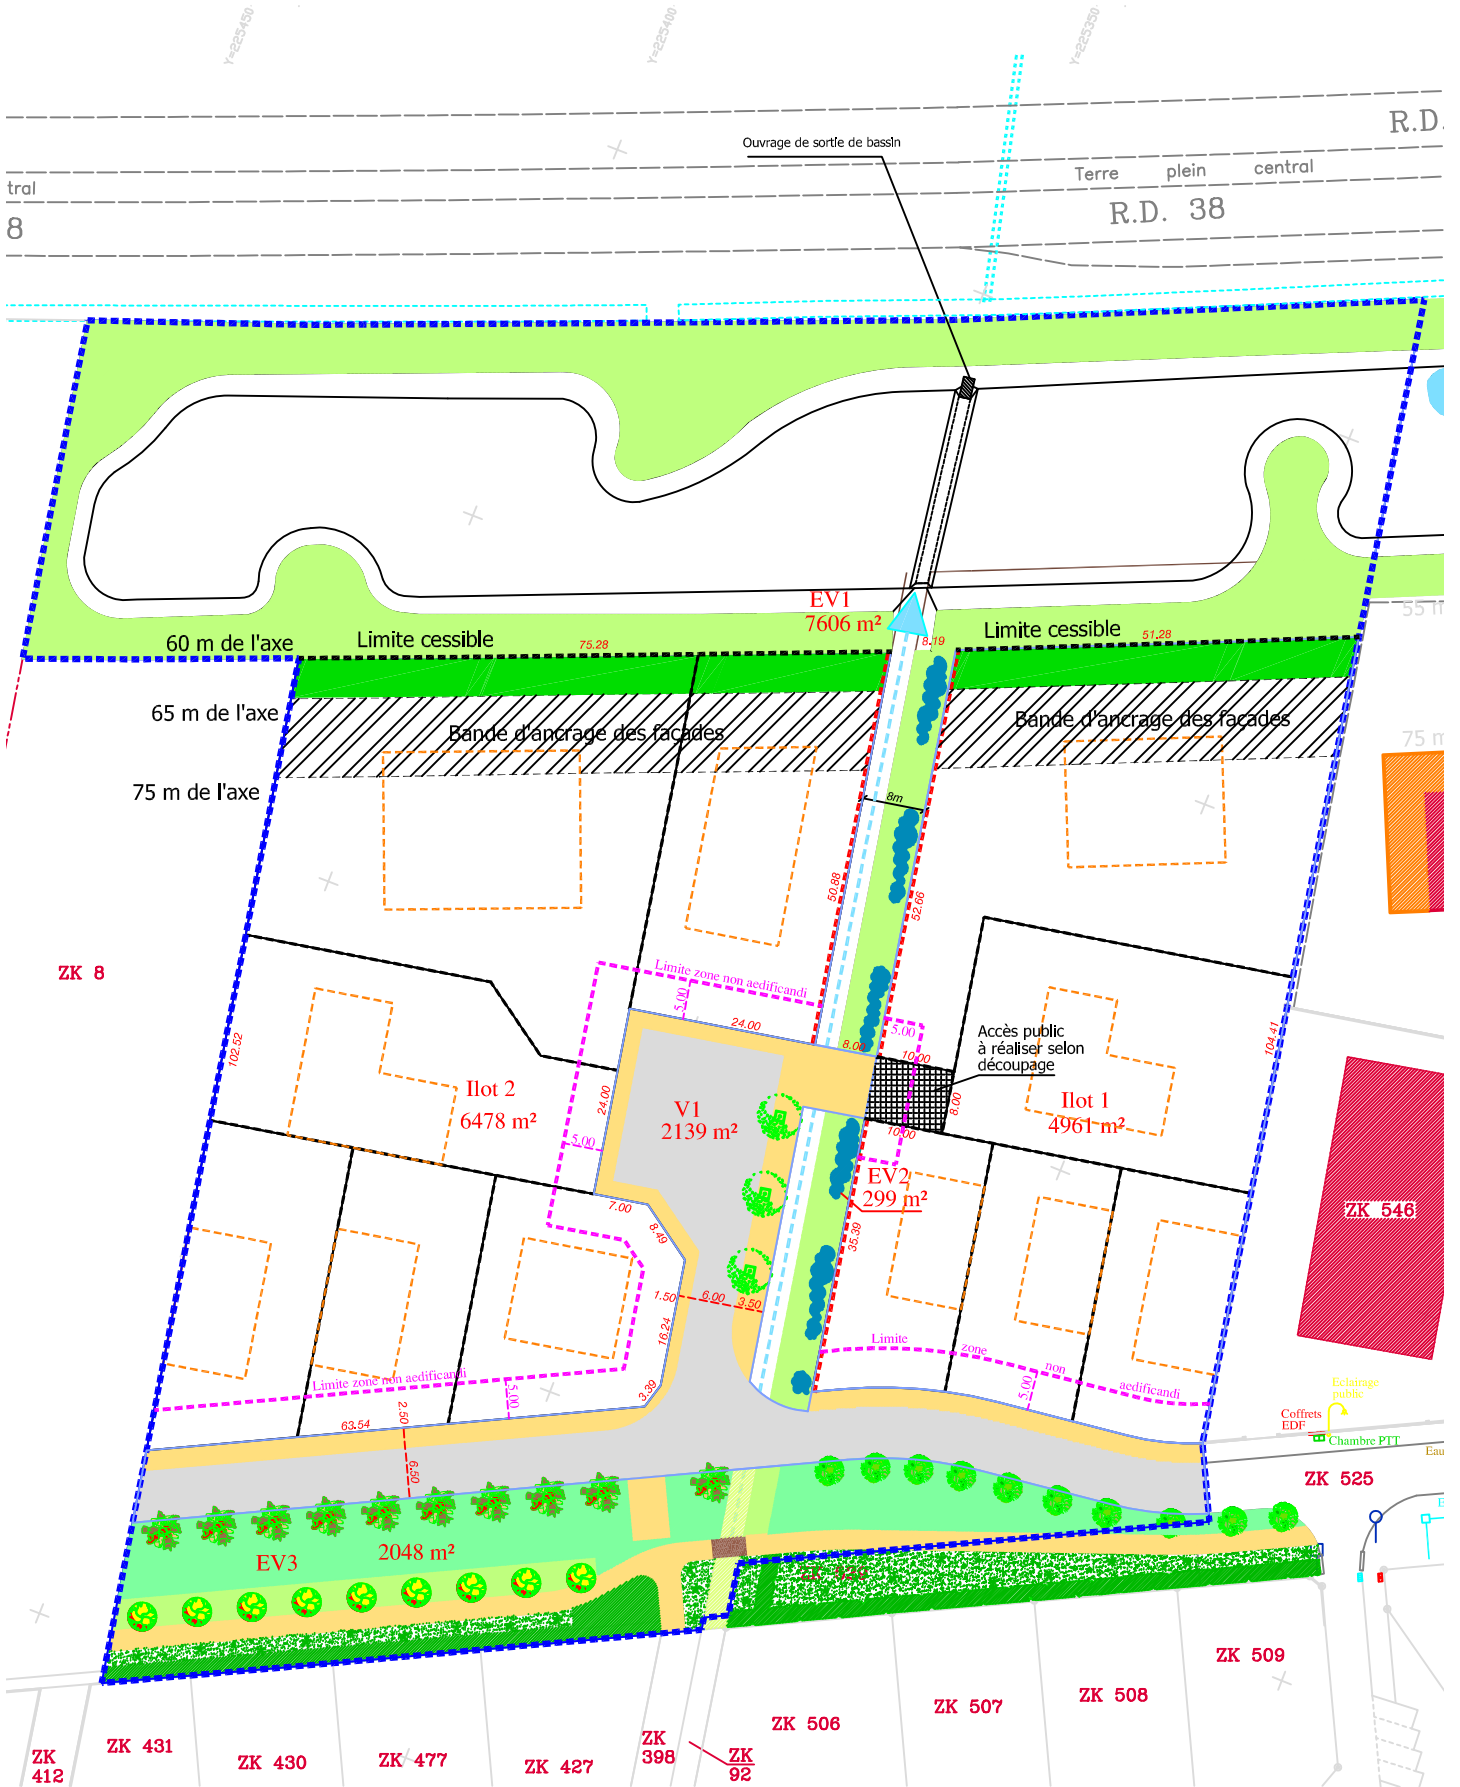 Y=225450
Y=225400
Y=225350
R.D.
Ouvrage de sortie de bassin
Terre plein central
tral
R.D. 38
8
EV1
7606 m²
60 m de l'axe
Limite cessible
75.28
8.19
Limite cessible
51.28
55 m
65 m de l'axe
Bande d'ancrage des façades
Bande d'ancrage des façades
75 m
75 m de l'axe
8m
50.88
52.66
ZK 8
Limite zone non aedificandi
5.00
24.00
8.00
5.00
10.00
Accès public
à réaliser selon
découpage
102.52
104.41
Ilot 2
6478 m²
24.00
V1
2139 m²
8.00
10.00
Ilot 1
4961 m²
5.00
EV2
299 m²
7.00
8.49
35.39
ZK 546
1.50
6.00
3.50
16.24
Limite zone non aedificandi
Limite zone non aedificandi
5.00
5.00
3.39
63.54
2.50
6.50
Eclairage
public
Coffrets
EDF
Chambre PTT
Eau
ZK 525
EV3
2048 m²
ZK 509
ZK 508
ZK 507
ZK 506
ZK 431
ZK 430
ZK 477
ZK 427
ZK
398
ZK
92
ZK
412